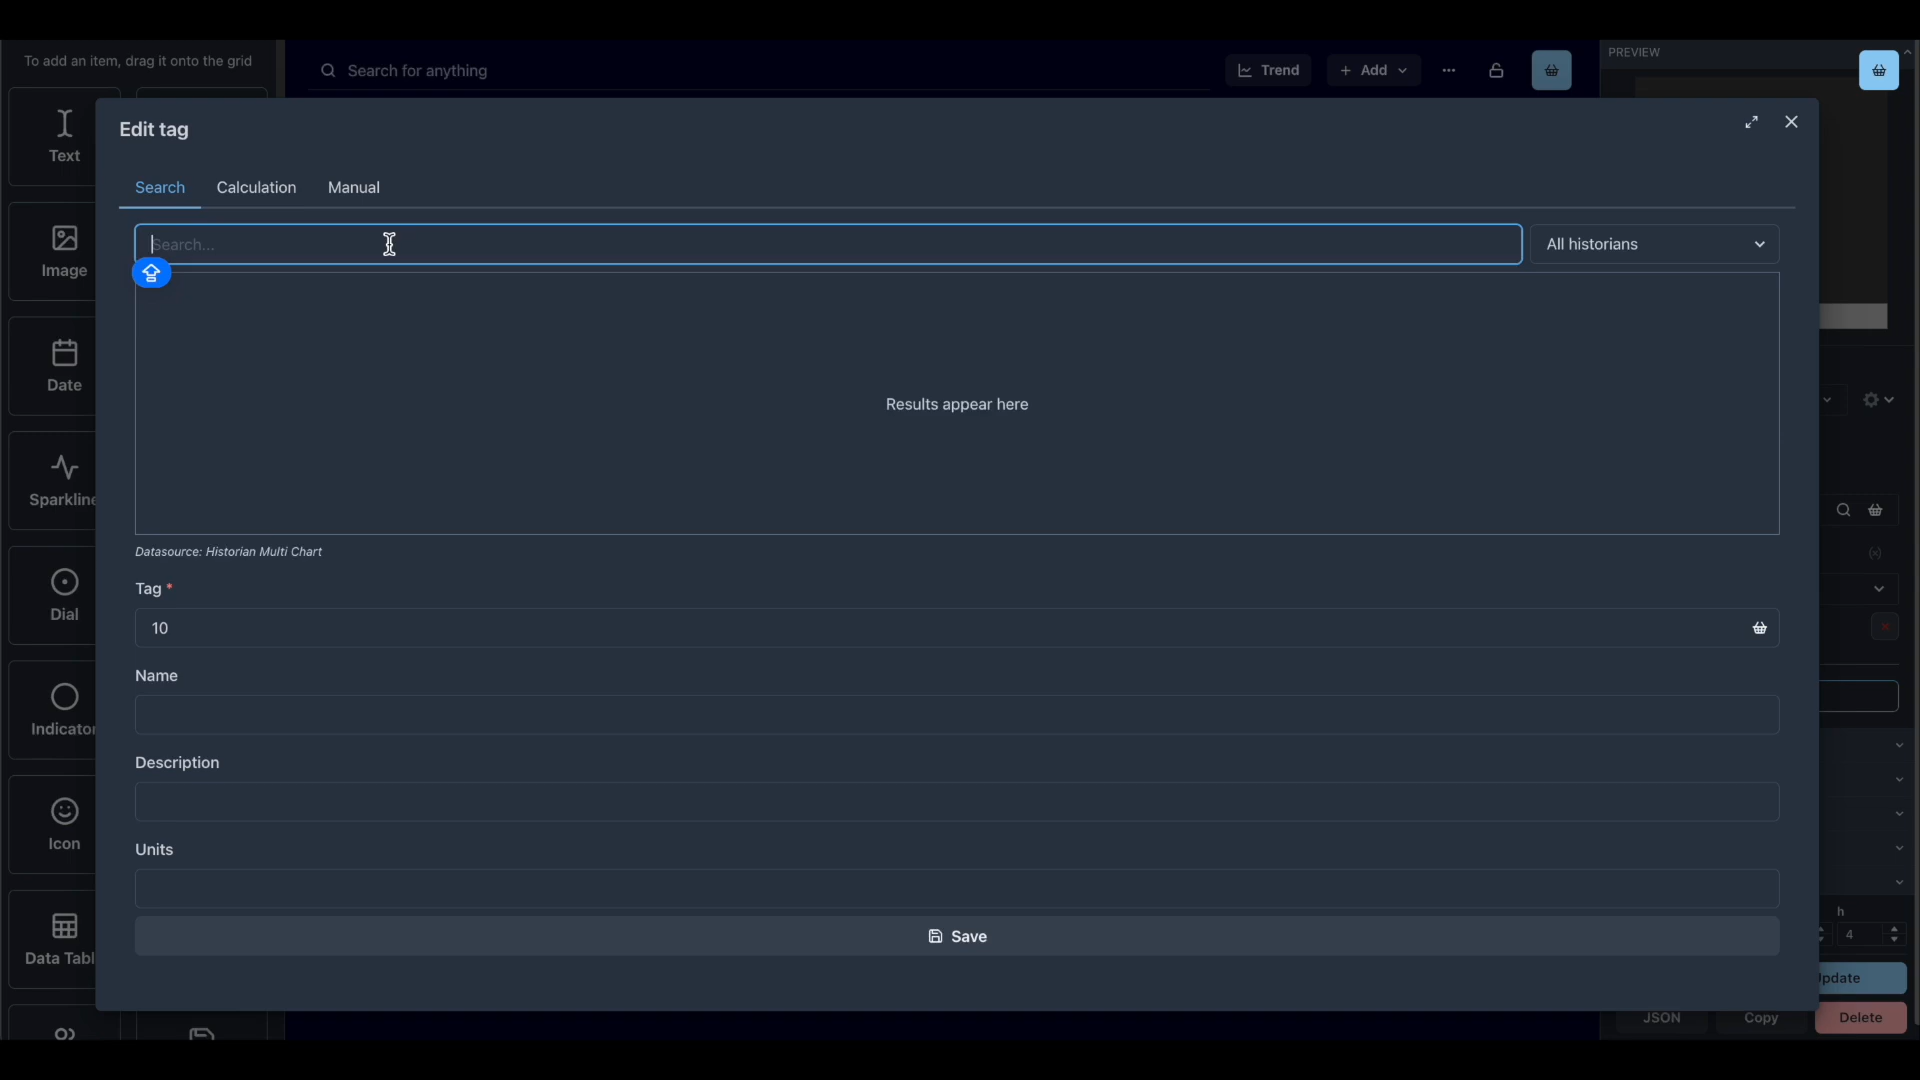 To add an item, drag it onto the grid
Search for anything
Trend
Add
PREVIEW
Text
Image
Date
Sparkline
Dial
Indicator
Icon
Data Tabl
Edit tag
Search
Calculation
Manual
Search...
All historians
Results appear here
Datasource: Historian Multi Chart
Tag *
10
Name
Description
Units
Save
(x)
h
4
Update
JSON
Copy
Delete